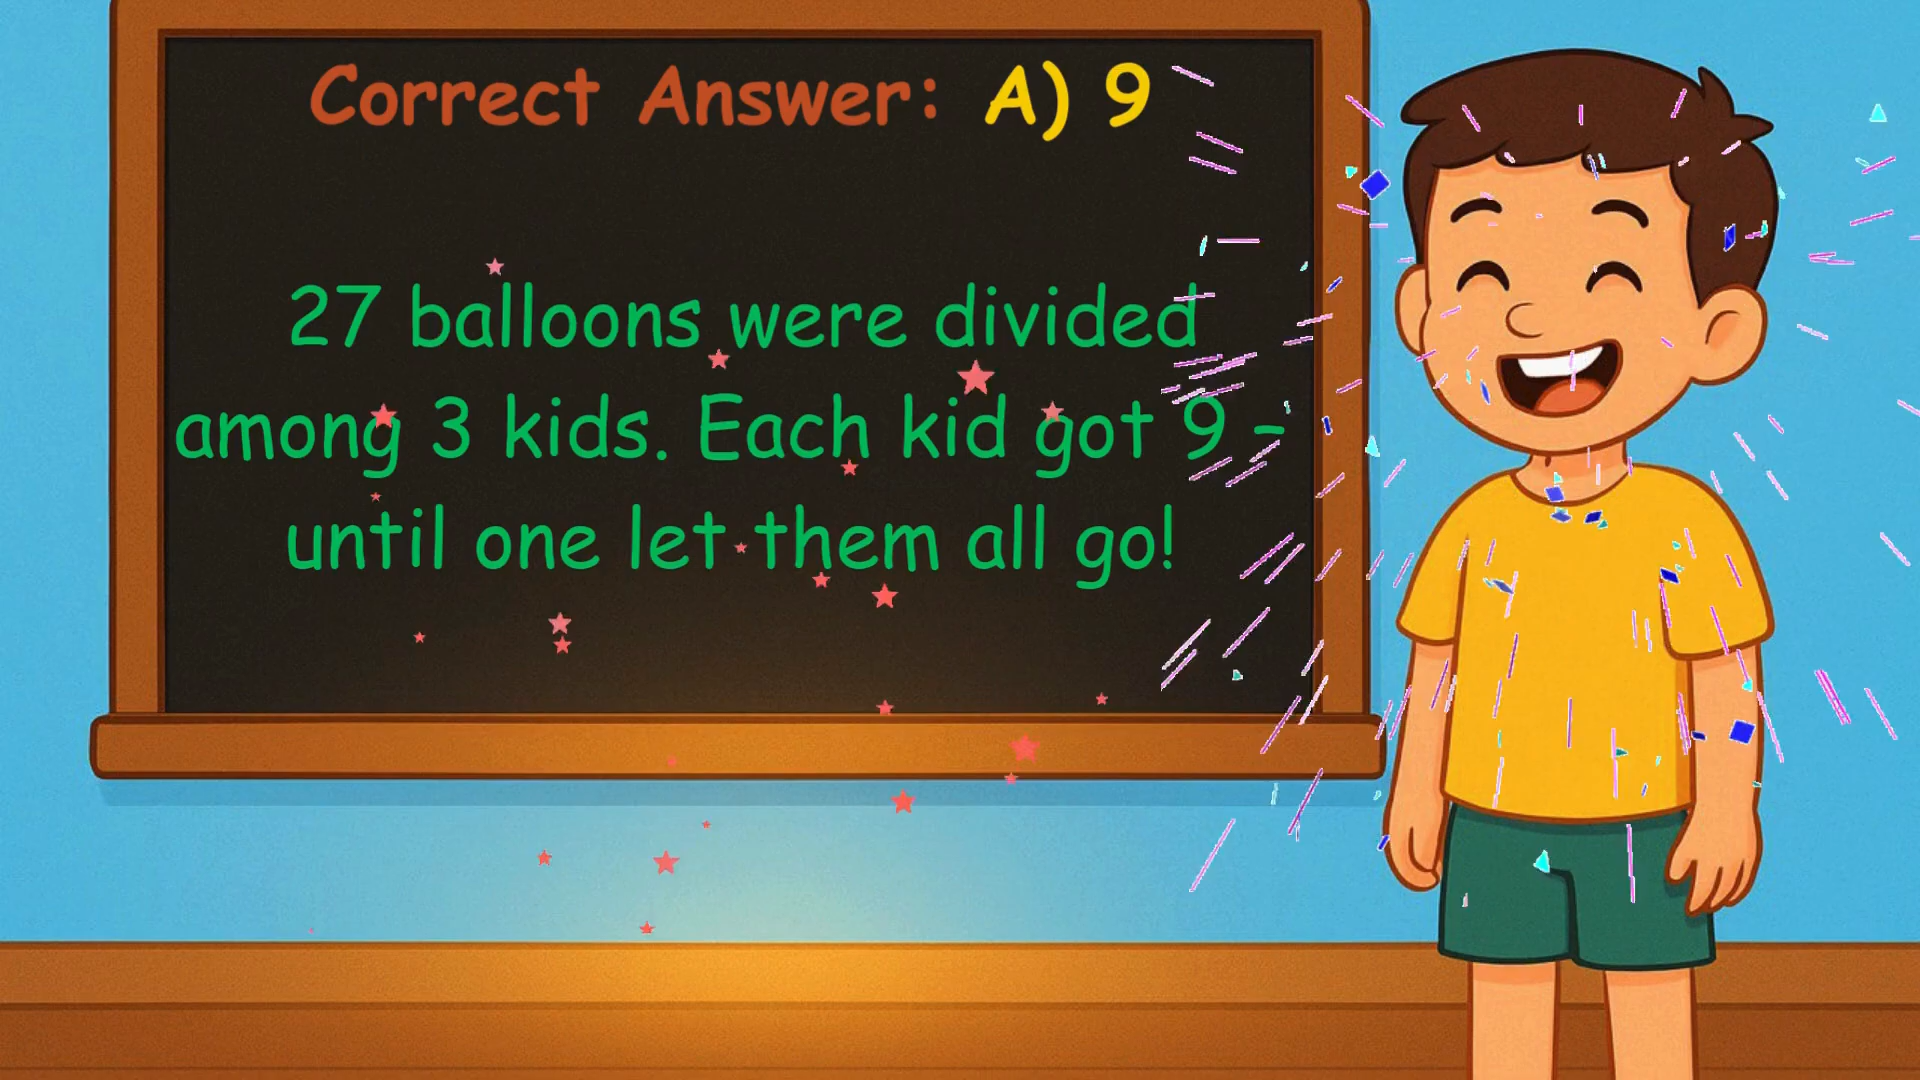 Correct Answer: A) 9
27 balloons were divided
among 3 kids. Each kid got 9 –
until one let them all go!